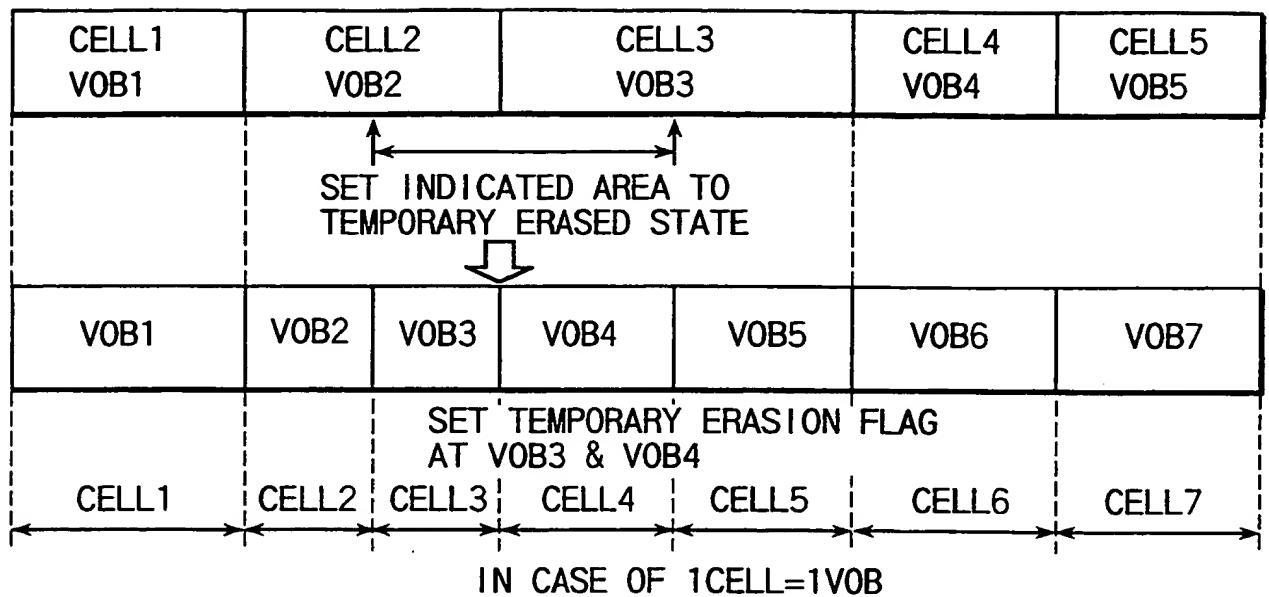 CELL1 CELL2 CELL3 CELL4 CELL5
VOB1 VOB2 VOB3 VOB4 VOB5
SET INDICATED AREA TO
TEMPORARY ERASED STATE
VOB1 VOB2 VOB3 VOB4 VOB5 VOB6 VOB7
SET TEMPORARY ERASION FLAG
AT VOB3 & VOB4
CELL1 CELL2 CELL3 CELL4 CELL5 CELL6 CELL7
IN CASE OF 1CELL=1VOB